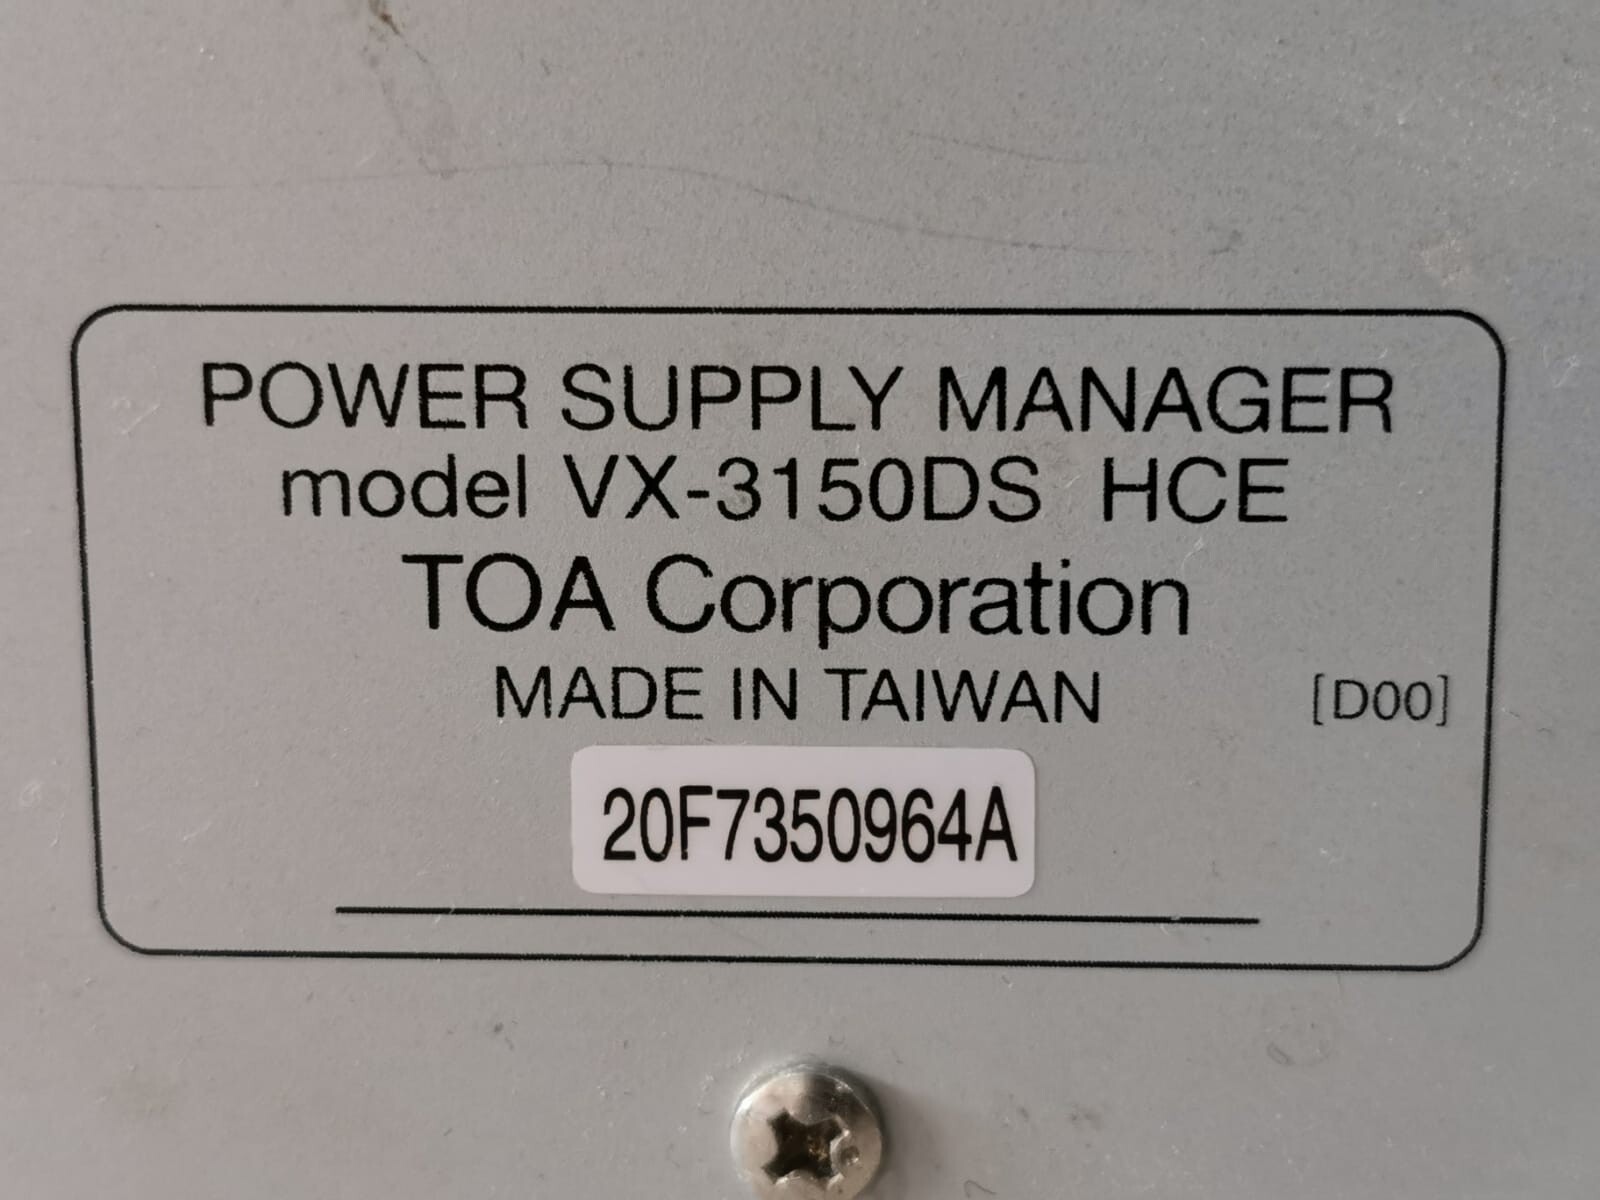 POWER SUPPLY MANAGER
model VX-3150DS HCE
TOA Corporation
MADE IN TAIWAN [D00]
20F7350964A